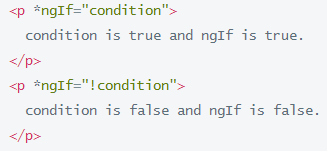 <p *ngIf="condition">
  condition is true and ngIf is true.
</p>
<p *ngIf="!condition">
  condition is false and ngIf is false.
</p>